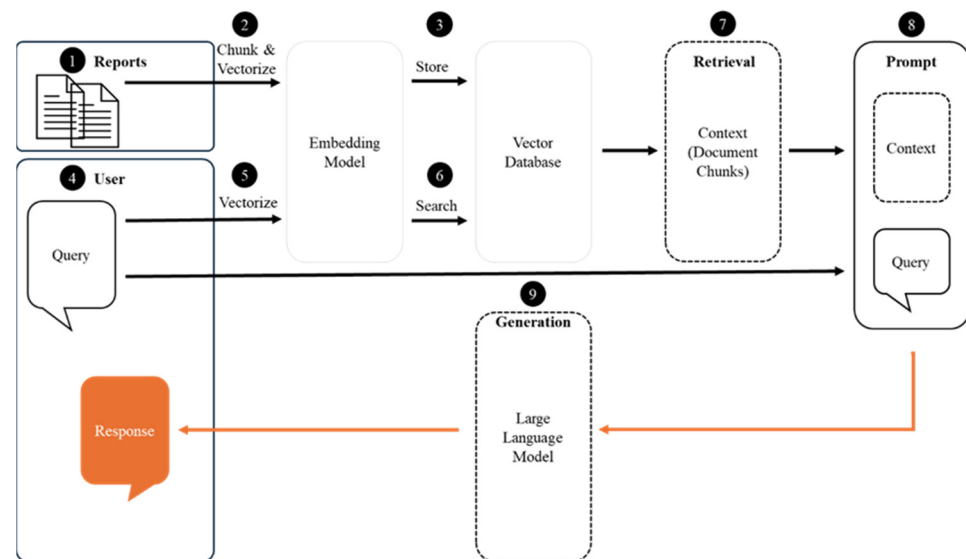 1
Reports
2
Chunk &
Vectorize
3
Store
Embedding
Model
Vector
Database
4
User
Query
5
Vectorize
6
Search
7
Retrieval
Context
(Document
Chunks)
8
Prompt
Context
Query
9
Generation
Large
Language
Model
Response